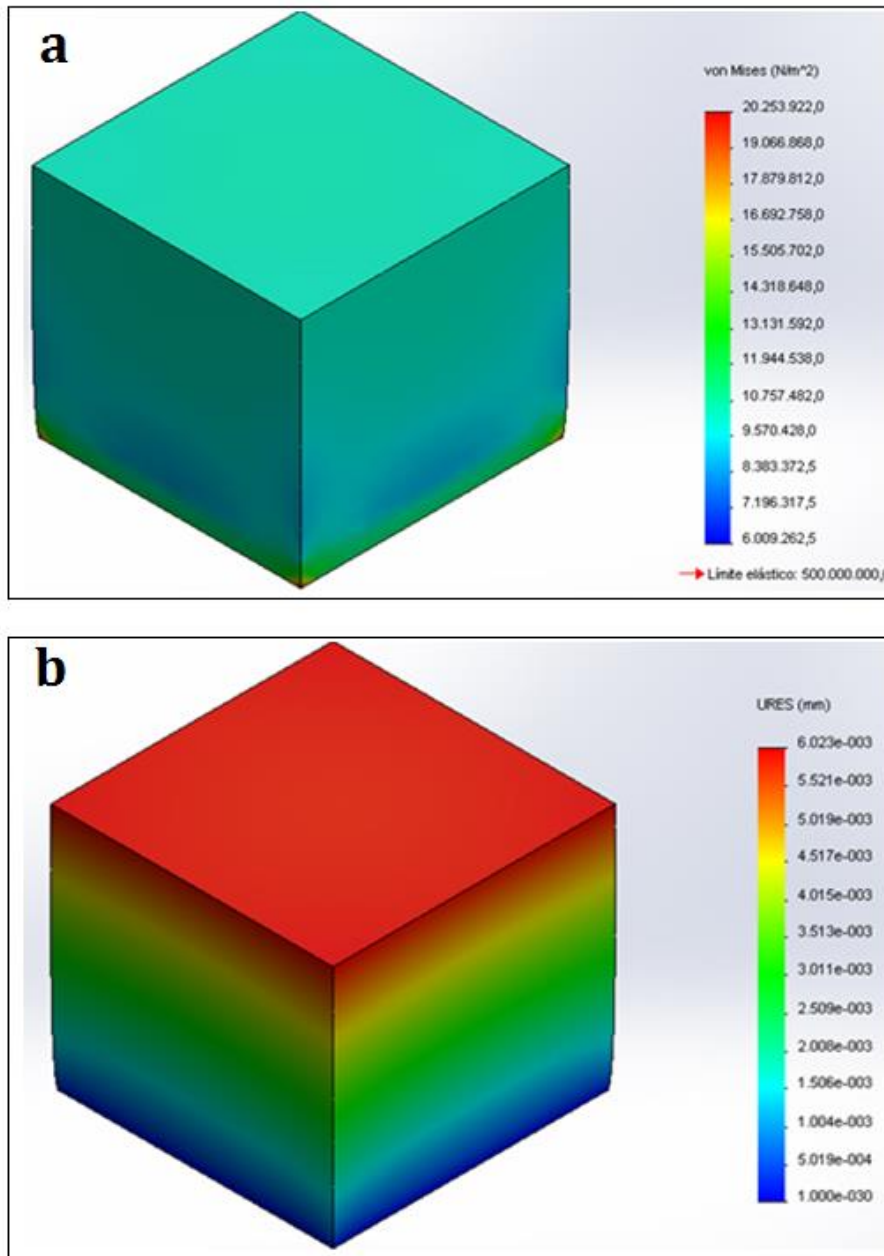 a
von Mises (N/m^2)
20.253.922,0
19.066.868,0
17.879.812,0
16.692.758,0
15.505.702,0
14.318.648,0
13.131.592,0
11.944.538,0
10.757.482,0
9.570.428,0
8.383.372,5
7.196.317,5
6.009.262,5
Límite elástico: 500.000.000,
b
URES (mm)
6.023e-003
5.521e-003
5.019e-003
4.517e-003
4.015e-003
3.513e-003
3.011e-003
2.509e-003
2.008e-003
1.506e-003
1.004e-003
5.019e-004
1.000e-030